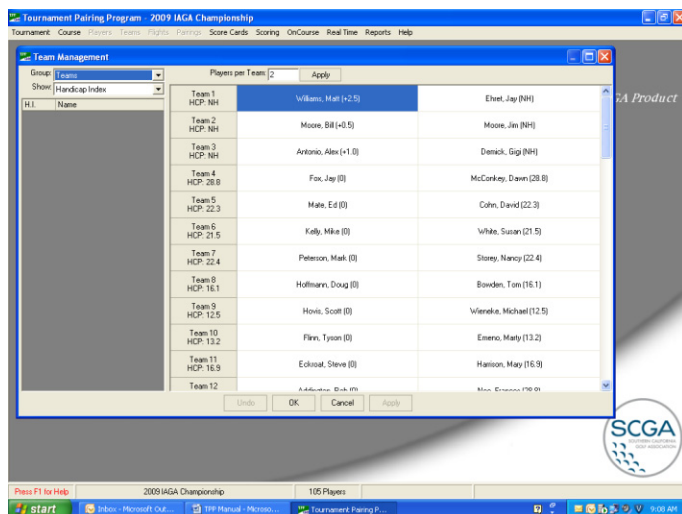 Tournament Pairing Program - 2009 IAGA Championship
Tournament Course Players Teams Flights Pairings Score Cards Scoring OnCourse Real Time Reports Help
Team Management
Group: Teams
Players per Team: 2 Apply
Show: Handicap Index
H.I. Name
Team 1
HCP: NH
Williams, Matt (+2.5) Ehret, Jay (NH)
Team 2
HCP: NH
Moore, Bill (+0.5) Moore, Jim (NH)
Team 3
HCP: NH
Antonio, Alex (+1.0) Demick, Gigi (NH)
Team 4
HCP: 28.8
Fox, Jay (0) McConkey, Dawn (28.8)
Team 5
HCP: 22.3
Mate, Ed (0) Cohn, David (22.3)
Team 6
HCP: 21.5
Kelly, Mike (0) White, Susan (21.5)
Team 7
HCP: 22.4
Peterson, Mark (0) Storey, Nancy (22.4)
Team 8
HCP: 16.1
Hoffmann, Doug (0) Bowden, Tom (16.1)
Team 9
HCP: 12.5
Hovis, Scott (0) Wieneke, Michael (12.5)
Team 10
HCP: 13.2
Flinn, Tyson (0) Emeno, Marty (13.2)
Team 11
HCP: 16.9
Eckroat, Steve (0) Harrison, Mary (16.9)
Team 12
Undo OK Cancel Apply
GA Product
SCGA
SOUTHERN CALIFORNIA
GOLF ASSOCIATION
Press F1 for Help 2009 IAGA Championship 105 Players
start Inbox - Microsoft Out... TPP Manual - Microso... Tournament Pairing P... 9:08 AM